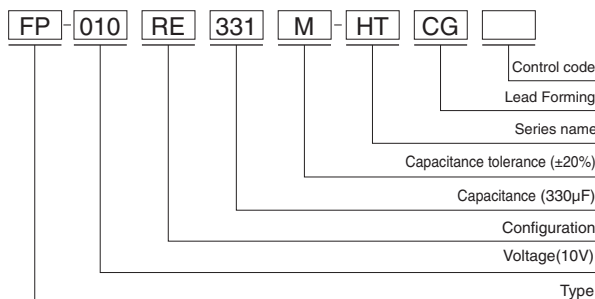 FP-010 RE 331 M-HT CG
Control code
Lead Forming
Series name
Capacitance tolerance (±20%)
Capacitance (330µF)
Configuration
Voltage(10V)
Type